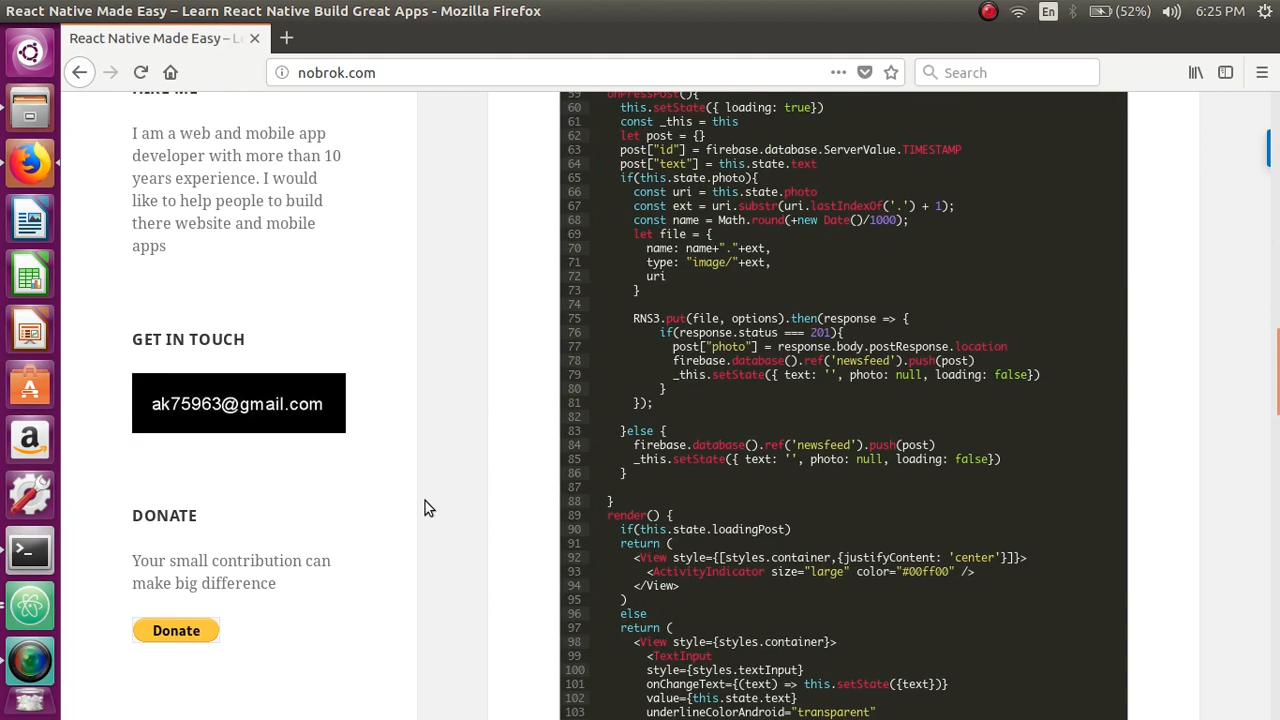 React Native Made Easy – Learn React Native Build Great Apps - Mozilla Firefox
En
(52%)
6:25 PM
React Native Made Easy – L
nobrok.com
Search
HIRE ME
I am a web and mobile app
developer with more than 10
years experience. I would
like to help people to build
there website and mobile
apps
GET IN TOUCH
ak75963@gmail.com
DONATE
Your small contribution can
make big difference
Donate
59 onPressPost(){
60 this.setState({ loading: true})
61 const _this = this
62 let post = {}
63 post["id"] = firebase.database.ServerValue.TIMESTAMP
64 post["text"] = this.state.text
65 if(this.state.photo){
66 const uri = this.state.photo
67 const ext = uri.substr(uri.lastIndexOf('.') + 1);
68 const name = Math.round(+new Date()/1000);
69 let file = {
70 name: name+"."+ext,
71 type: "image/"+ext,
72 uri
73 }
74
75 RNS3.put(file, options).then(response => {
76 if(response.status === 201){
77 post["photo"] = response.body.postResponse.location
78 firebase.database().ref('newsfeed').push(post)
79 _this.setState({ text: '', photo: null, loading: false})
80 }
81 });
82
83 }else {
84 firebase.database().ref('newsfeed').push(post)
85 _this.setState({ text: '', photo: null, loading: false})
86 }
87
88 }
89 render() {
90 if(this.state.loadingPost)
91 return (
92 <View style={[styles.container,{justifyContent: 'center'}]}>
93 <ActivityIndicator size="large" color="#00ff00" />
94 </View>
95 )
96 else
97 return (
98 <View style={styles.container}>
99 <TextInput
100 style={styles.textInput}
101 onChangeText={(text) => this.setState({text})}
102 value={this.state.text}
103 underlineColorAndroid="transparent"